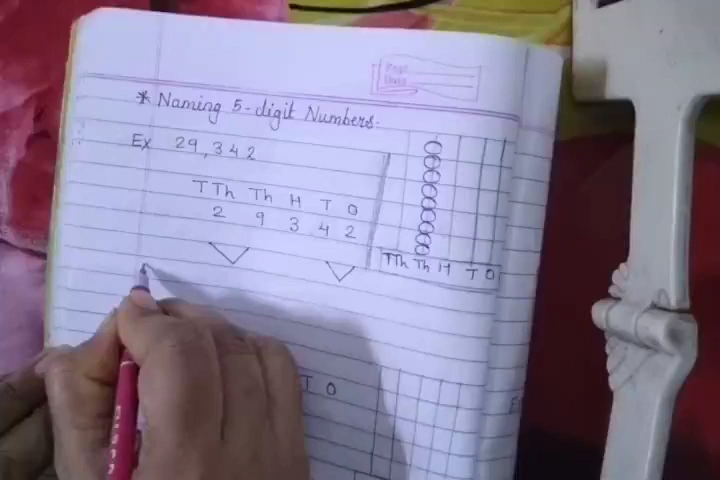 Page
Date
* Naming 5-digit Numbers:-
Ex 29,342
TTh Th H T O
2 9 3 4 2
TTh Th H T O
T O